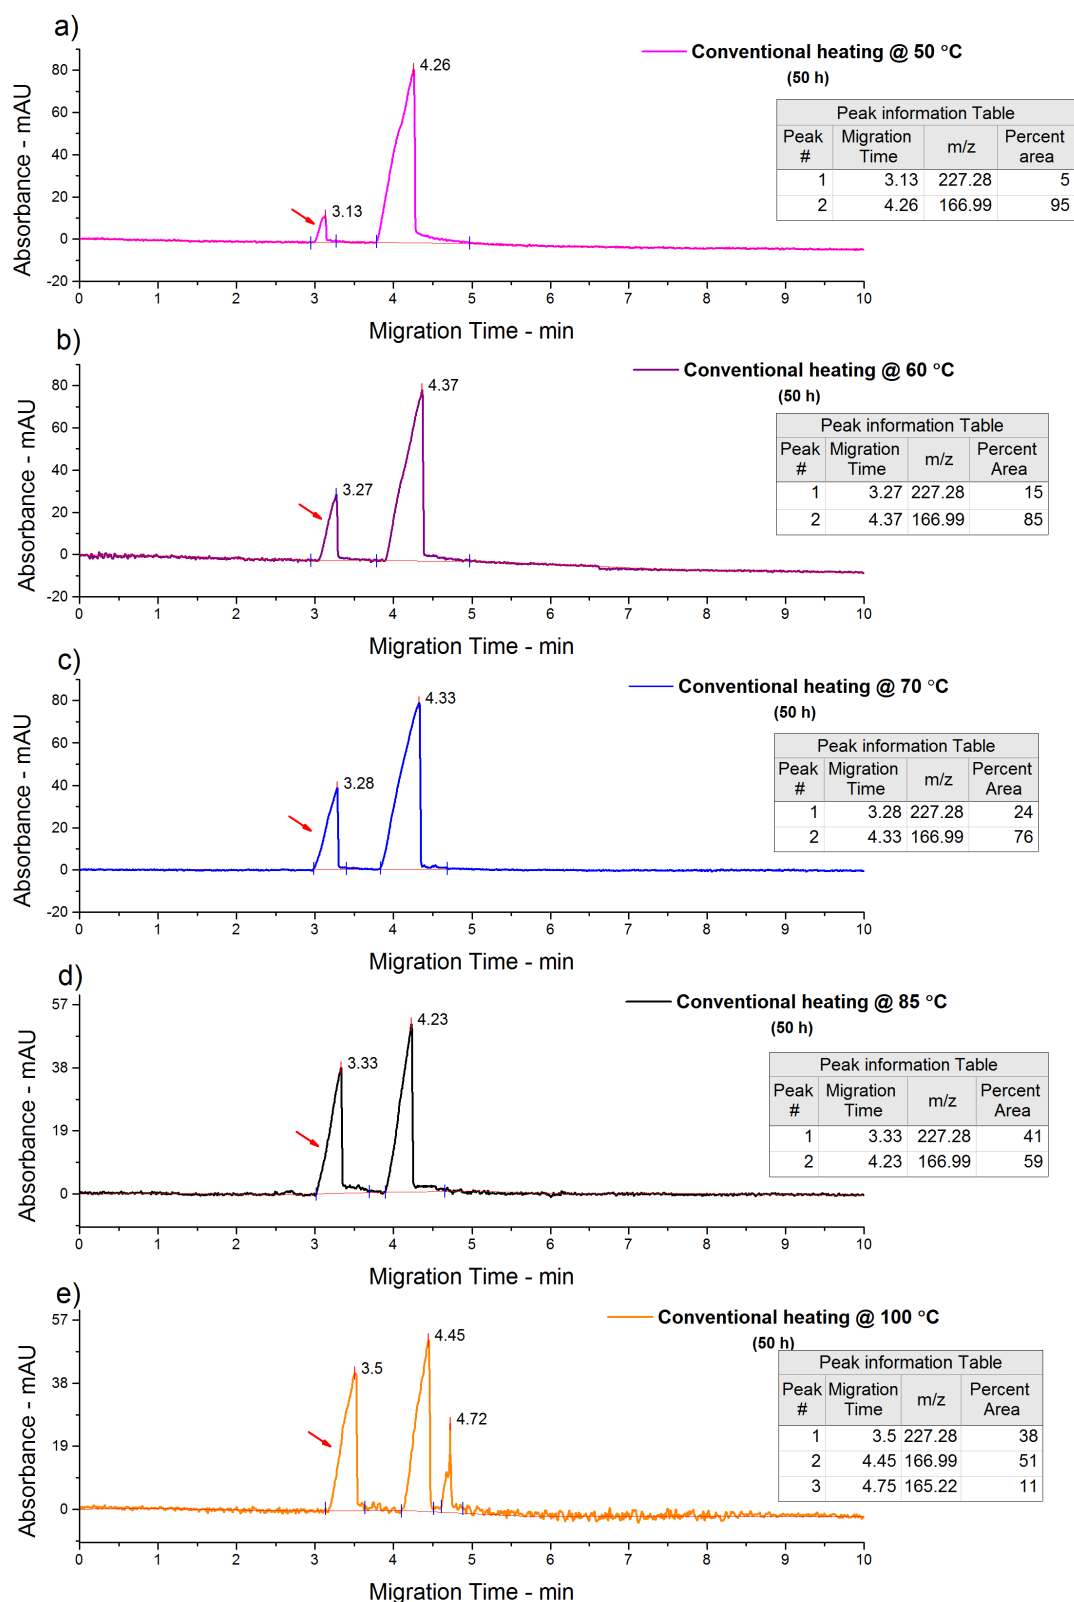 a)
Conventional heating @ 50 °C
(50 h)
80
60
40
20
0
-20
Absorbance - mAU
3.13
4.26
0 1 2 3 4 5 6 7 8 9 10
Migration Time - min
Peak information Table
Peak # Migration Time m/z Percent area
1 3.13 227.28 5
2 4.26 166.99 95
b)
Conventional heating @ 60 °C
(50 h)
80
60
40
20
0
-20
Absorbance - mAU
3.27
4.37
0 1 2 3 4 5 6 7 8 9 10
Migration Time - min
Peak information Table
Peak # Migration Time m/z Percent Area
1 3.27 227.28 15
2 4.37 166.99 85
c)
Conventional heating @ 70 °C
(50 h)
80
60
40
20
0
-20
Absorbance - mAU
3.28
4.33
0 1 2 3 4 5 6 7 8 9 10
Migration Time - min
Peak information Table
Peak # Migration Time m/z Percent Area
1 3.28 227.28 24
2 4.33 166.99 76
d)
Conventional heating @ 85 °C
(50 h)
57
38
19
0
Absorbance - mAU
3.33
4.23
0 1 2 3 4 5 6 7 8 9 10
Migration Time - min
Peak information Table
Peak # Migration Time m/z Percent Area
1 3.33 227.28 41
2 4.23 166.99 59
e)
Conventional heating @ 100 °C
(50 h)
57
38
19
0
Absorbance - mAU
3.5
4.45
4.72
0 1 2 3 4 5 6 7 8 9 10
Migration Time - min
Peak information Table
Peak # Migration Time m/z Percent Area
1 3.5 227.28 38
2 4.45 166.99 51
3 4.75 165.22 11